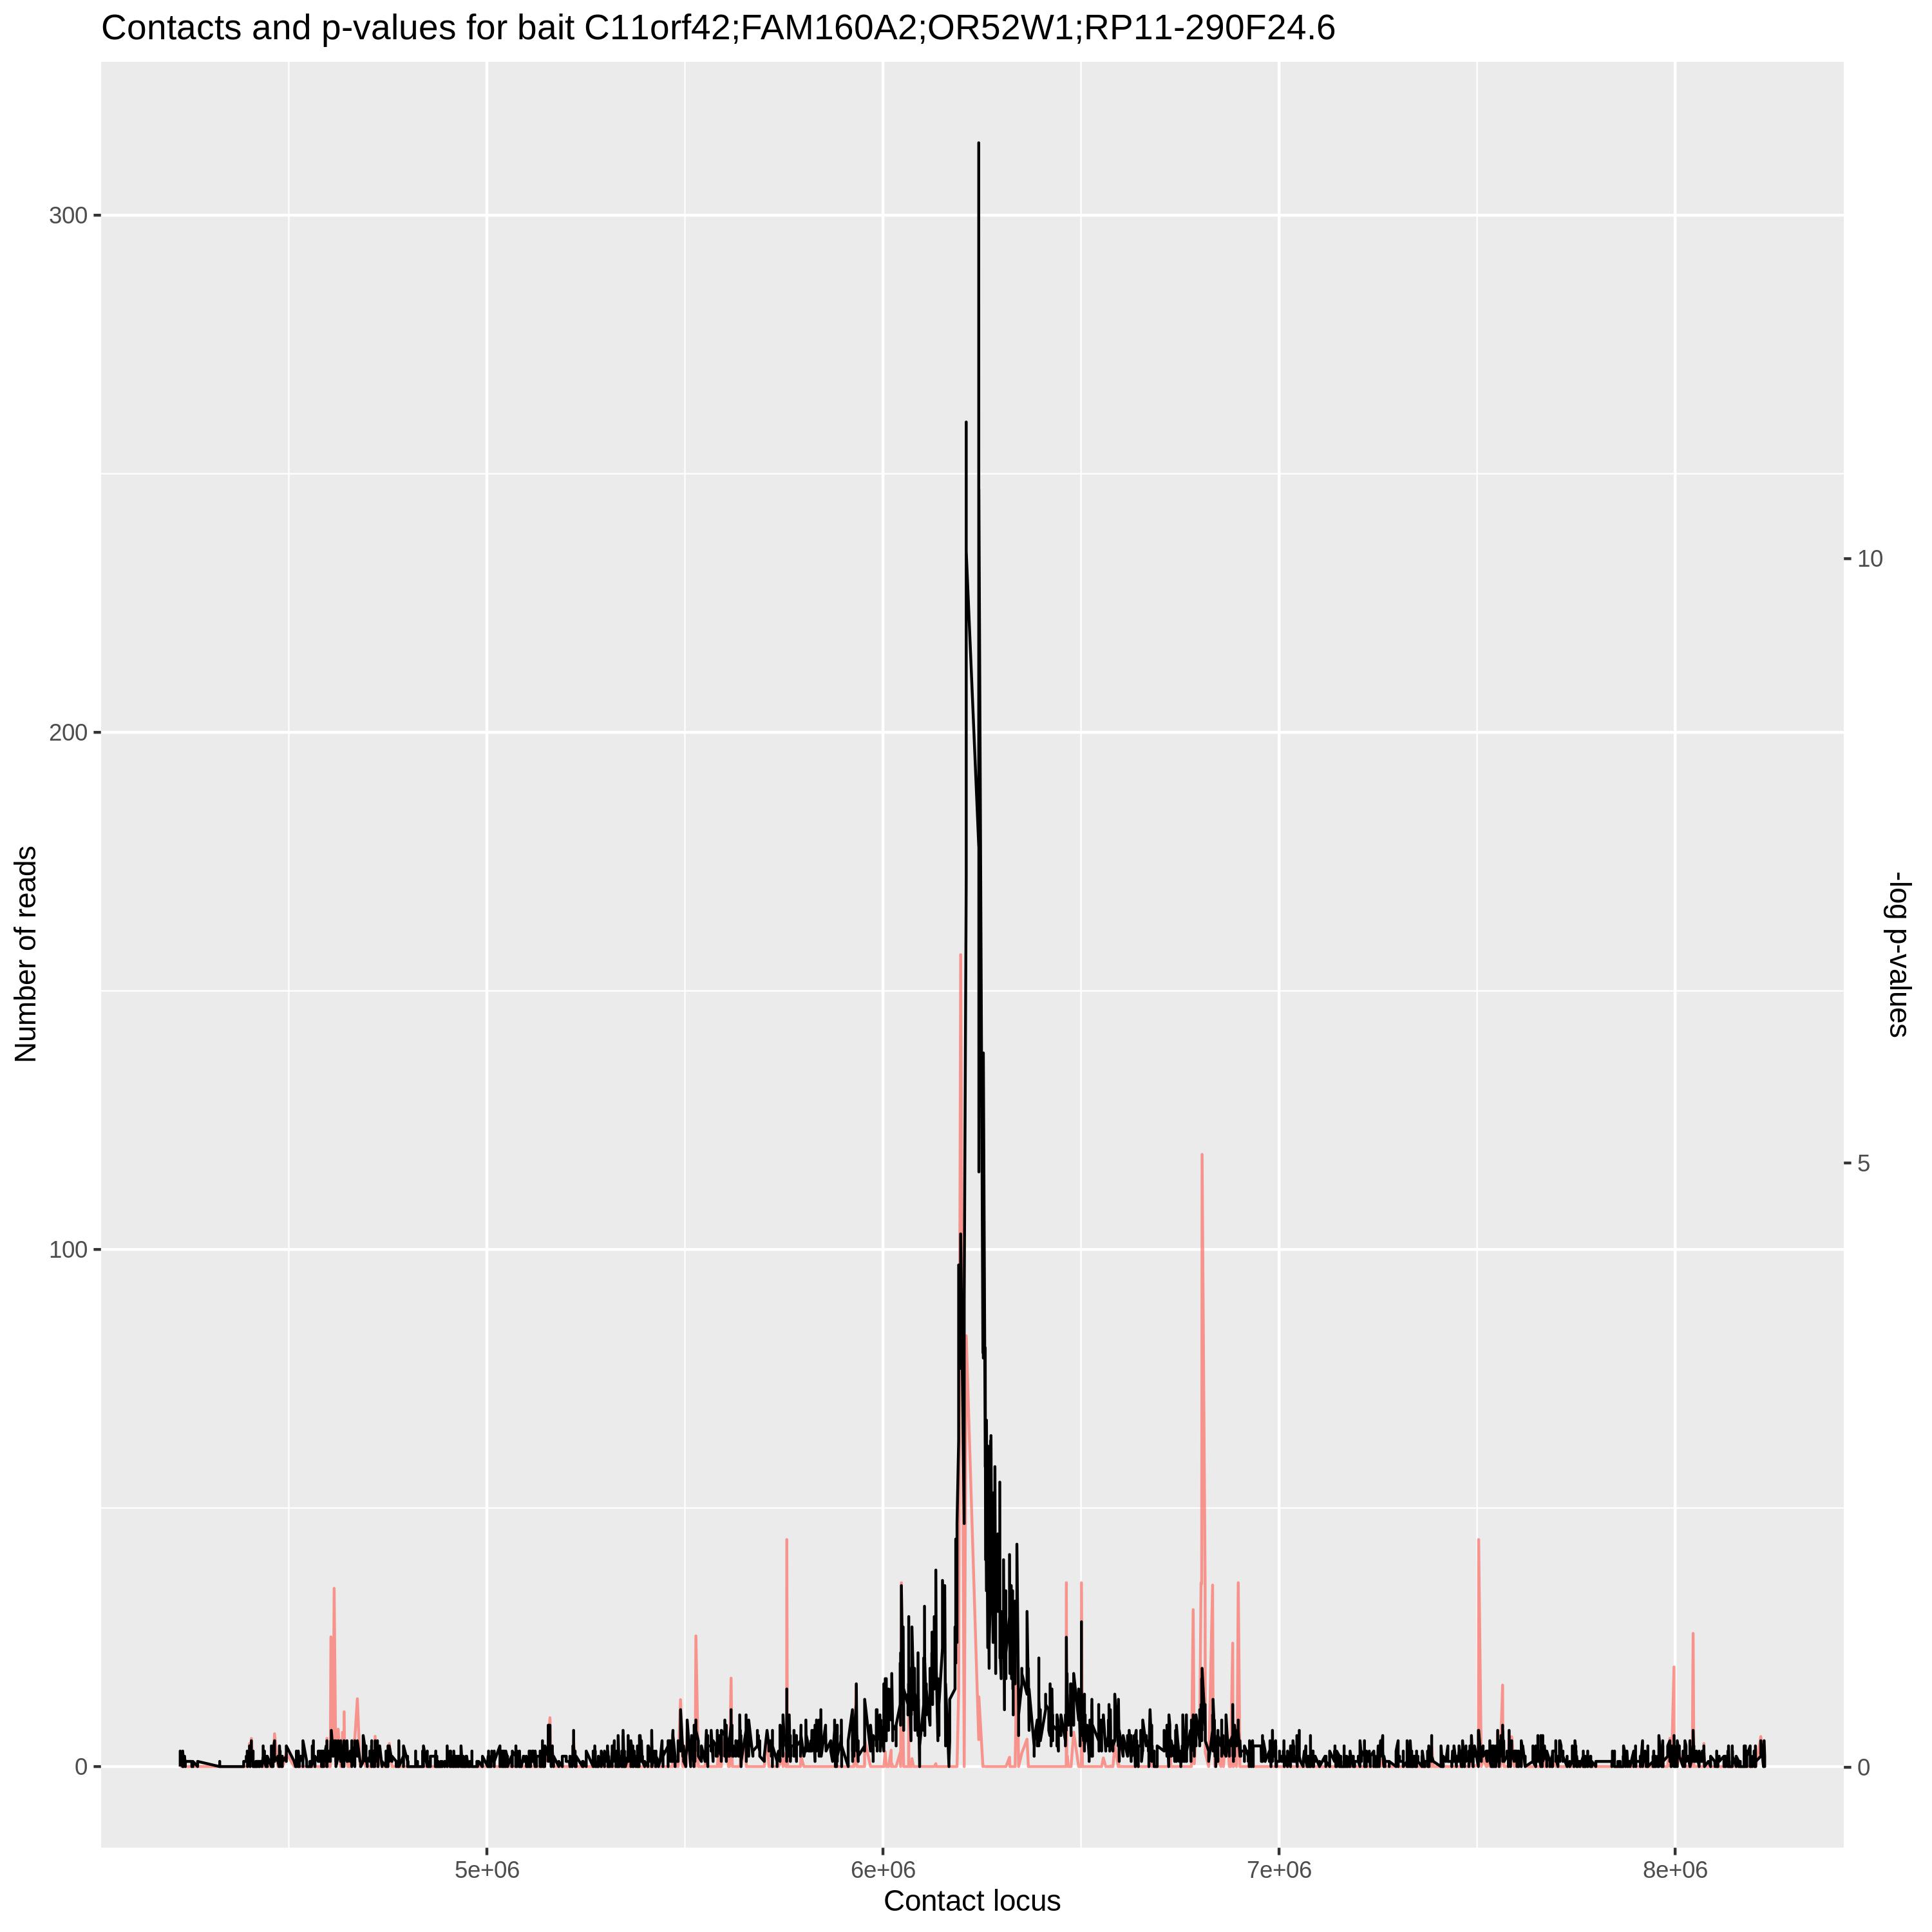 Contacts and p-values for bait C11orf42;FAM160A2;OR52W1;RP11-290F24.6
300
200
100
0
Number of reads
10
5
0
-log p-values
5e+06
6e+06
7e+06
8e+06
Contact locus